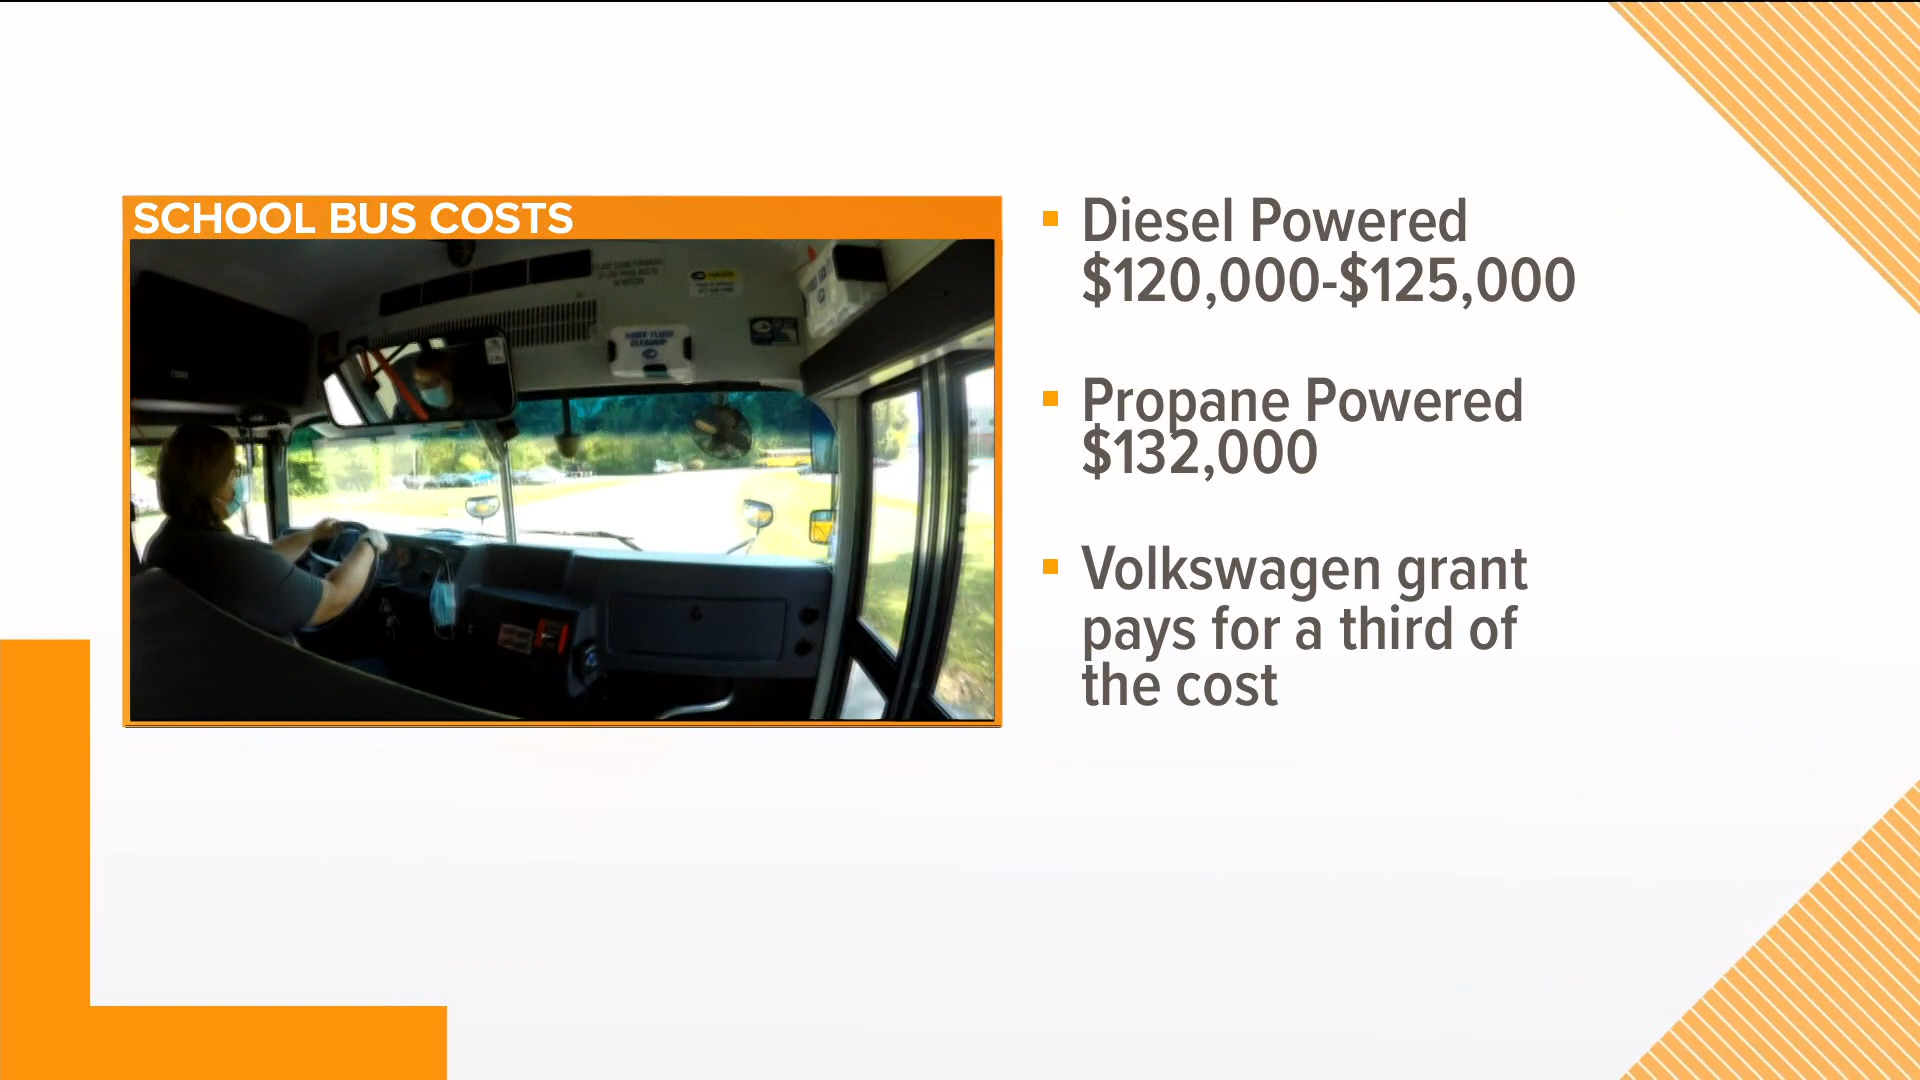 SCHOOL BUS COSTS
Diesel Powered
$120,000-$125,000
Propane Powered
$132,000
Volkswagen grant
pays for a third of
the cost